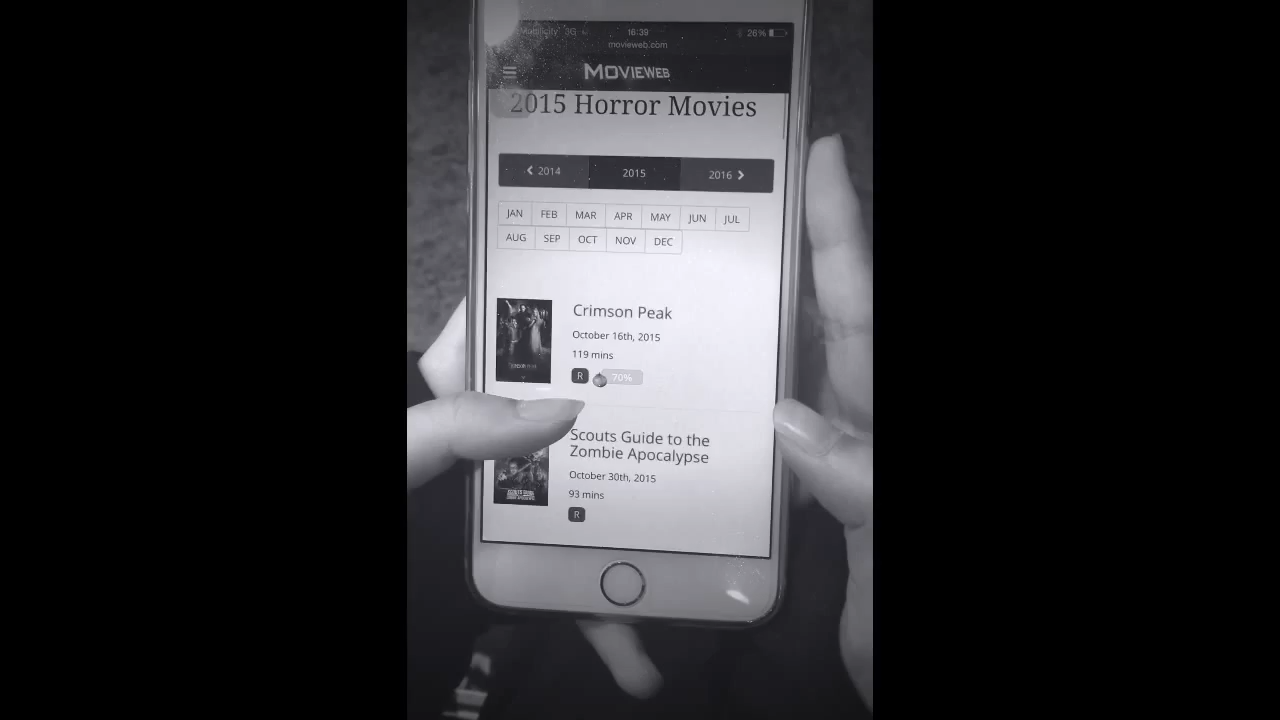 3G 16:39 26%
movieweb.com
MOVIEWEB
2015 Horror Movies
2014 2015 2016
JAN FEB MAR APR MAY JUN JUL
AUG SEP OCT NOV DEC
Crimson Peak
October 16th, 2015
119 mins
R 70%
Scouts Guide to the
Zombie Apocalypse
October 30th, 2015
93 mins
R